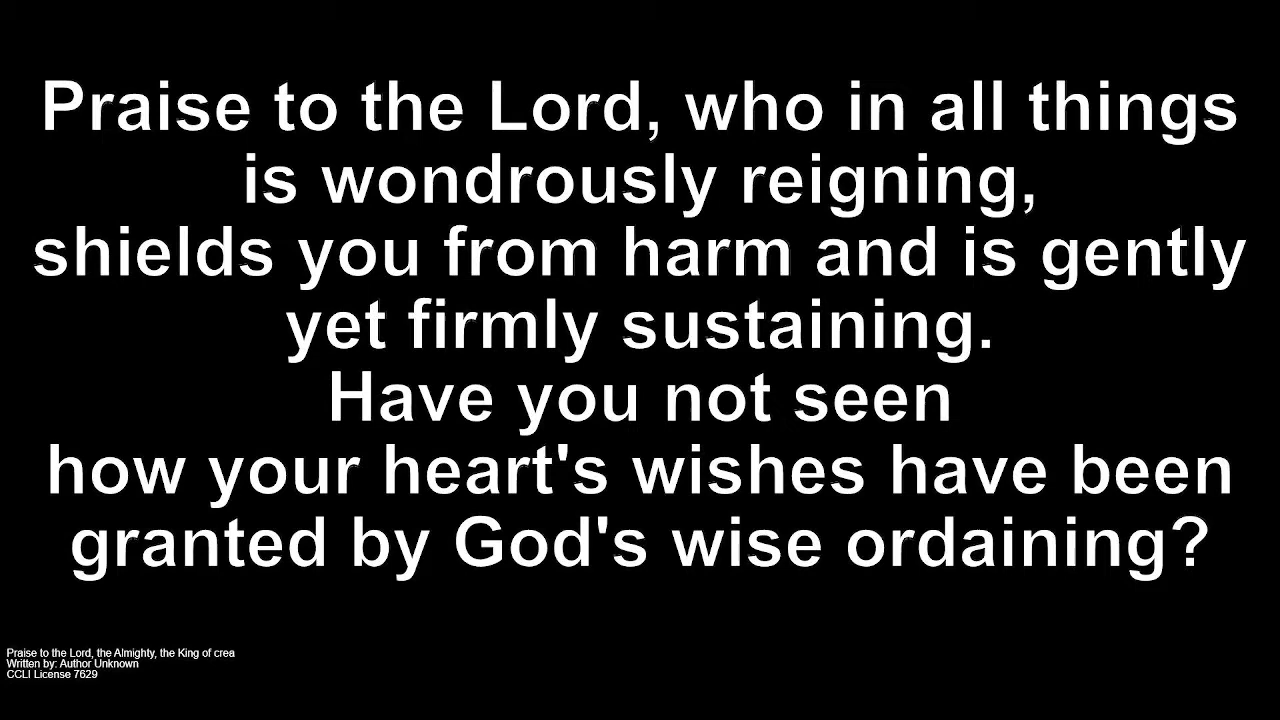 Praise to the Lord, who in all things
is wondrously reigning,
shields you from harm and is gently
yet firmly sustaining.
Have you not seen
how your heart's wishes have been
granted by God's wise ordaining?
Praise to the Lord, the Almighty, the King of crea
Written by: Author Unknown
CCLI License 7629